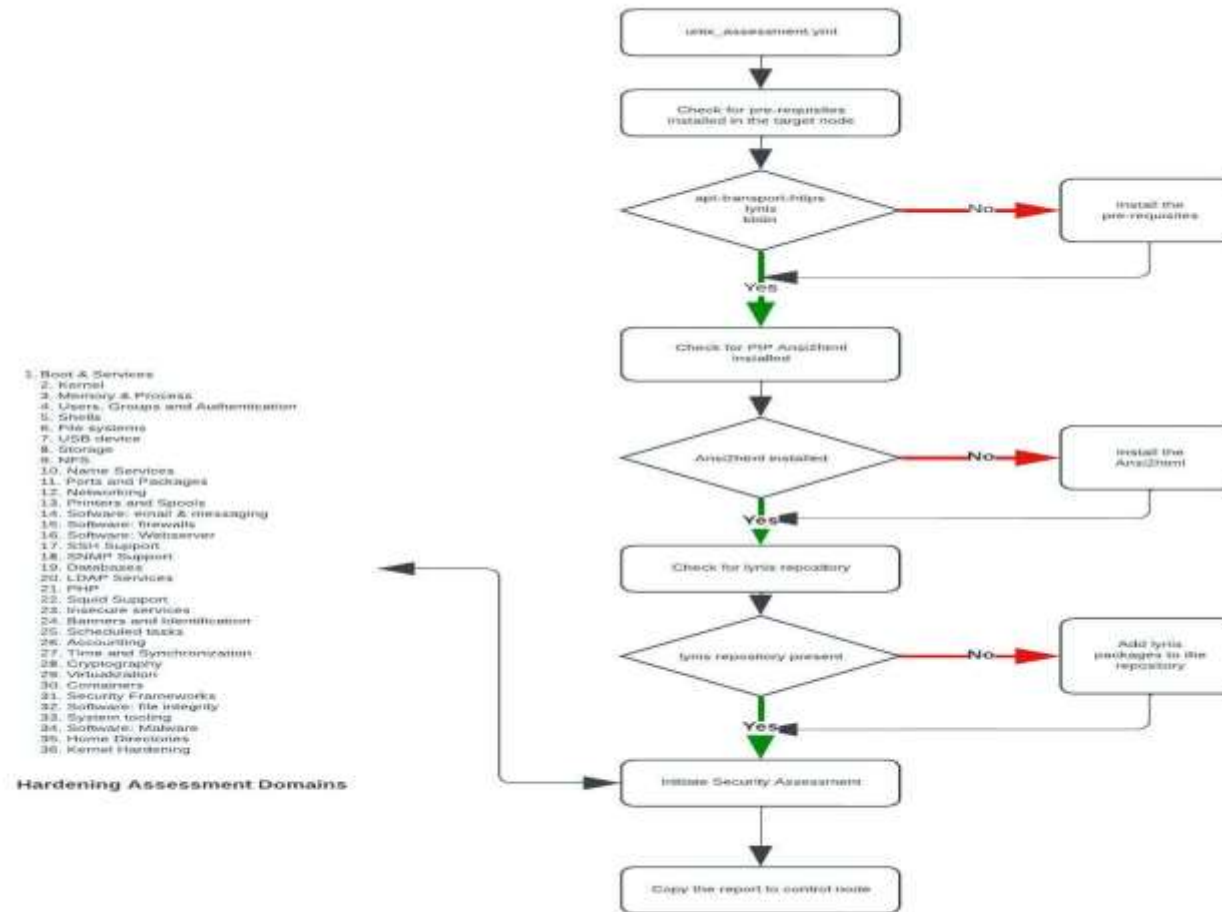 unix_assessment.yml
Check for pre-requisites
installed in the target node
apt-transport-https
lynis
No
Install the
pre-requisites
Yes
Check for PIP Ansi2html
installed
Ansi2html installed
No
Install the
Ansi2html
Yes
Check for lynis repository
lynis repository present
No
Add lynis
packages to the
repository
Yes
Initiate Security Assessment
Copy the report to control node
1. Boot & Services
2. Kernel
3. Memory & Process
4. Users, Groups and Authentication
5. Shells
6. File systems
7. USB device
8. Storage
9. NFS
10. Name Services
11. Ports and Packages
12. Networking
13. Printers and Spools
14. Sofware: email & messaging
15. Software: firewalls
16. Software: Webserver
17. SSH Support
18. SNMP Support
19. Databases
20. LDAP Services
21. PHP
22. Squid Support
23. Insecure services
24. Banners and Identification
25. Scheduled tasks
26. Accounting
27. Time and Synchronization
28. Cryptography
29. Virtualization
30. Containers
31. Security Frameworks
32. Software: file integrity
33. System tooling
34. Software: Malware
35. Home Directories
36. Kernel Hardening
Hardening Assessment Domains